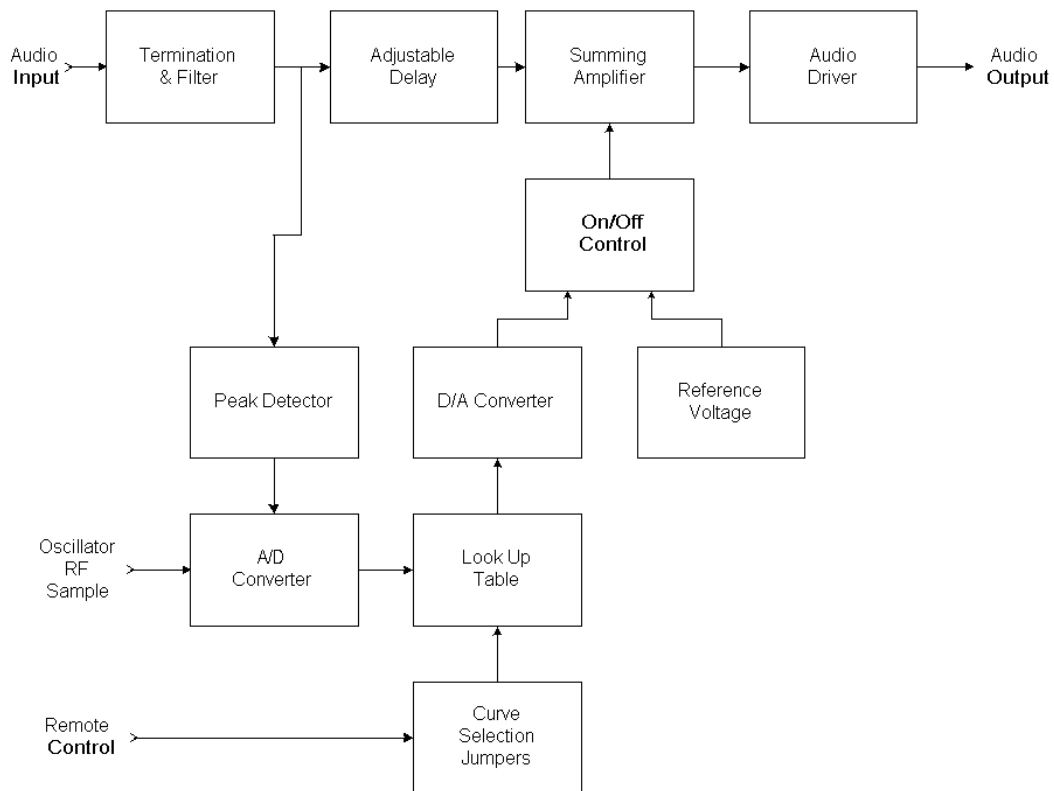 Audio
Input
Termination
& Filter
Adjustable
Delay
Summing
Amplifier
Audio
Driver
Audio
Output
On/Off
Control
Peak Detector
D/A Converter
Reference
Voltage
Oscillator
RF
Sample
A/D
Converter
Look Up
Table
Remote
Control
Curve
Selection
Jumpers